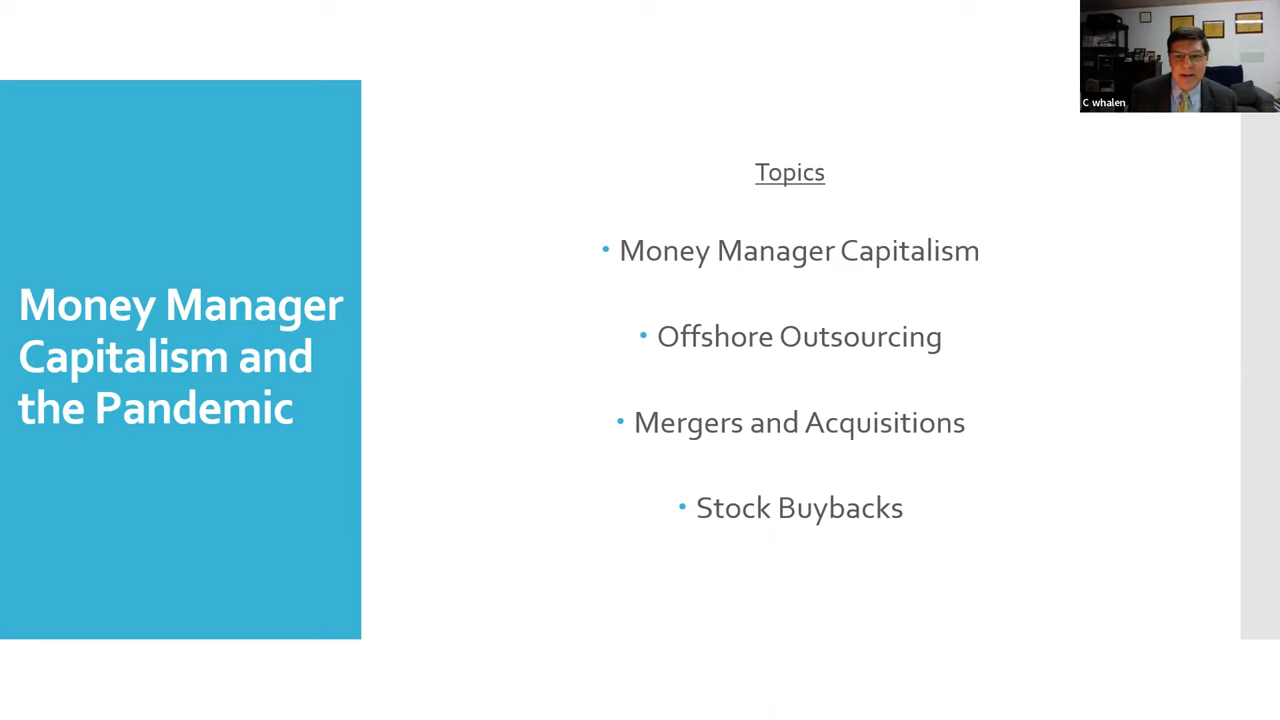 C whalen
Topics
• Money Manager Capitalism
• Offshore Outsourcing
• Mergers and Acquisitions
• Stock Buybacks
Money Manager
Capitalism and
the Pandemic